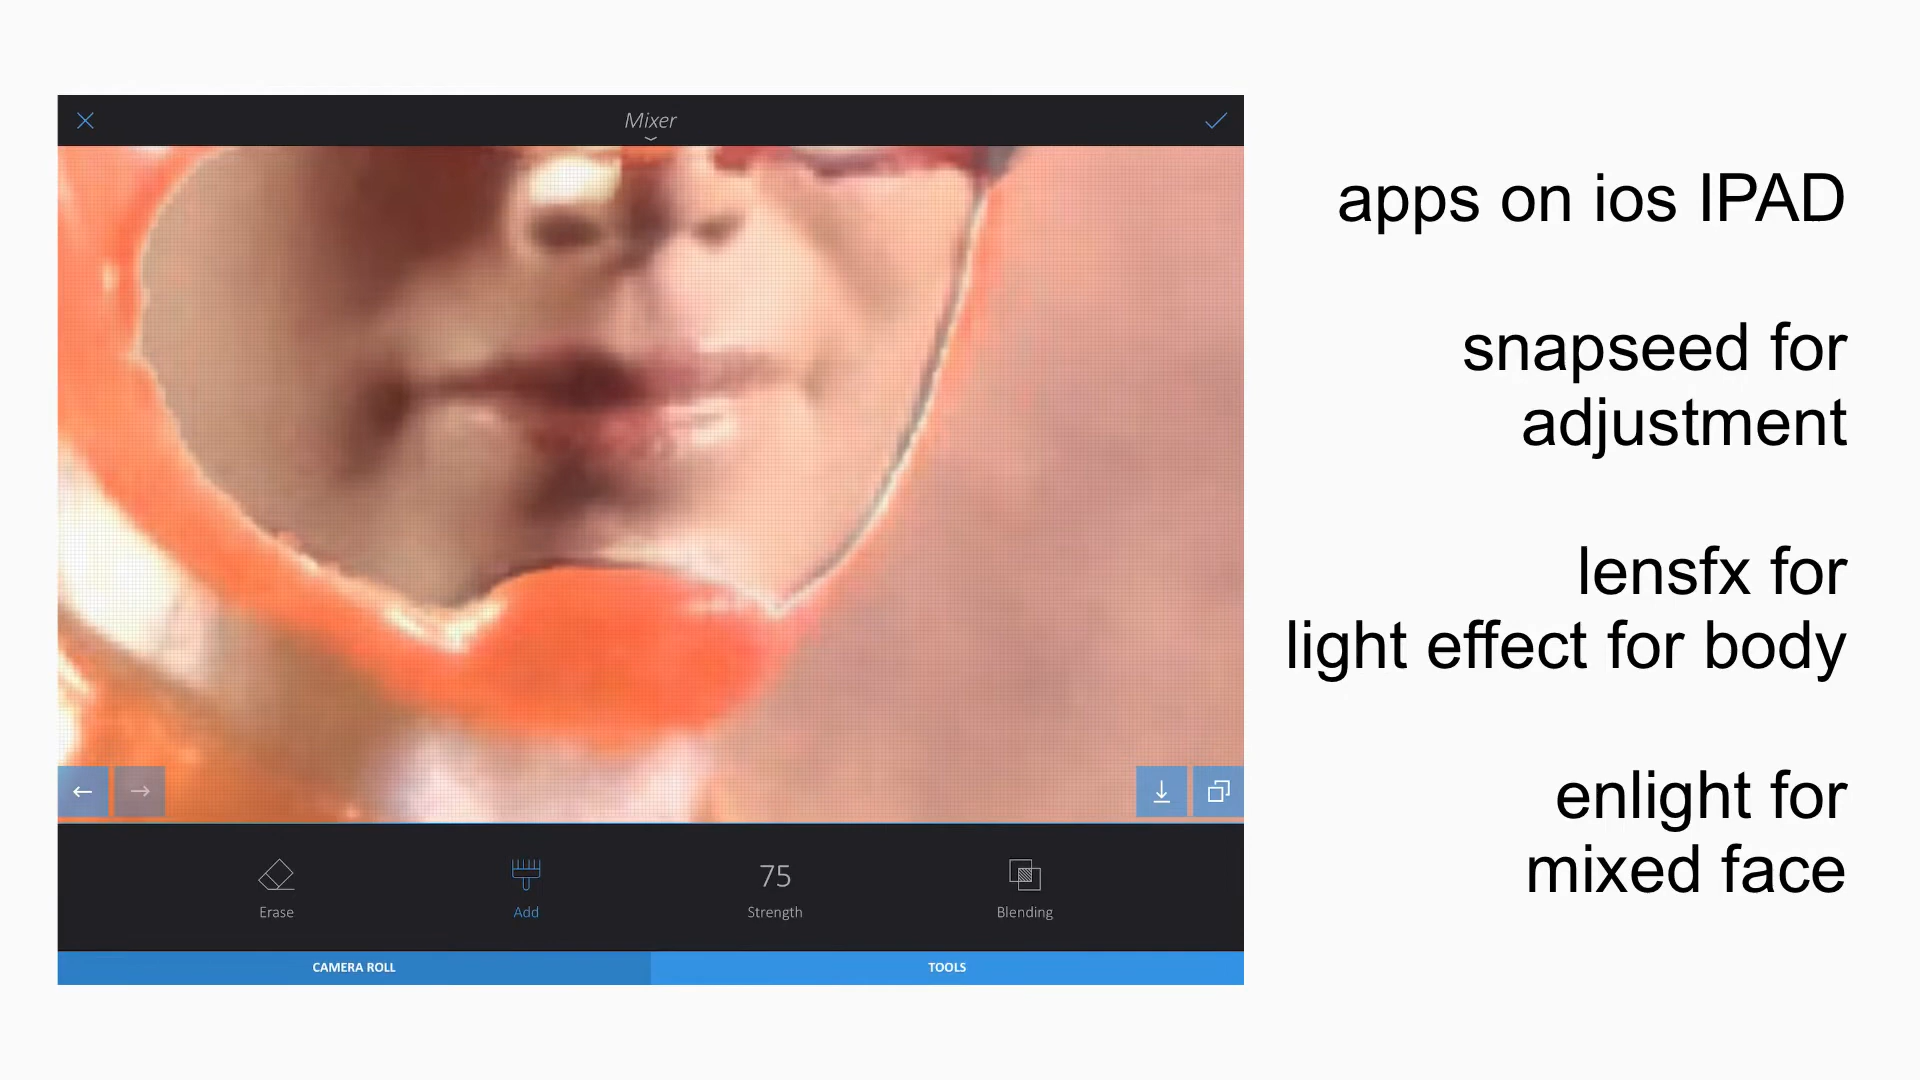 Mixer
apps on ios IPAD
snapseed for
adjustment
lensfx for
light effect for body
enlight for
mixed face
75
Erase
Add
Strength
Blending
CAMERA ROLL
TOOLS